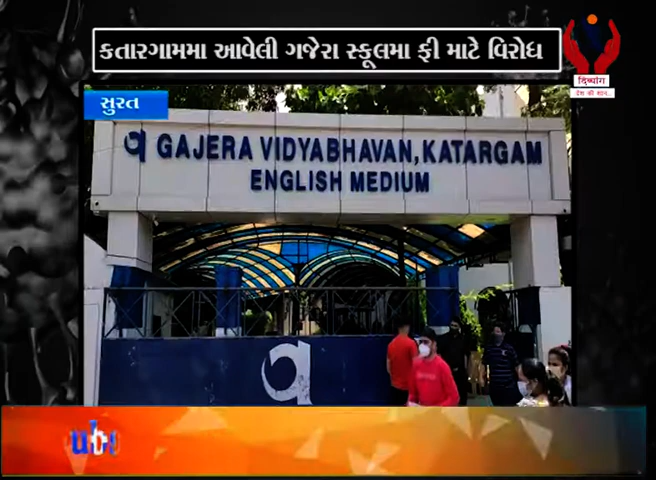 કતારગામમા આવેલી ગજેરા સ્કૂલમા ફી માટે વિરોધ
दिव्यांग
સુરત
GAJERA VIDYABHAVAN, KATARGAM
ENGLISH MEDIUM